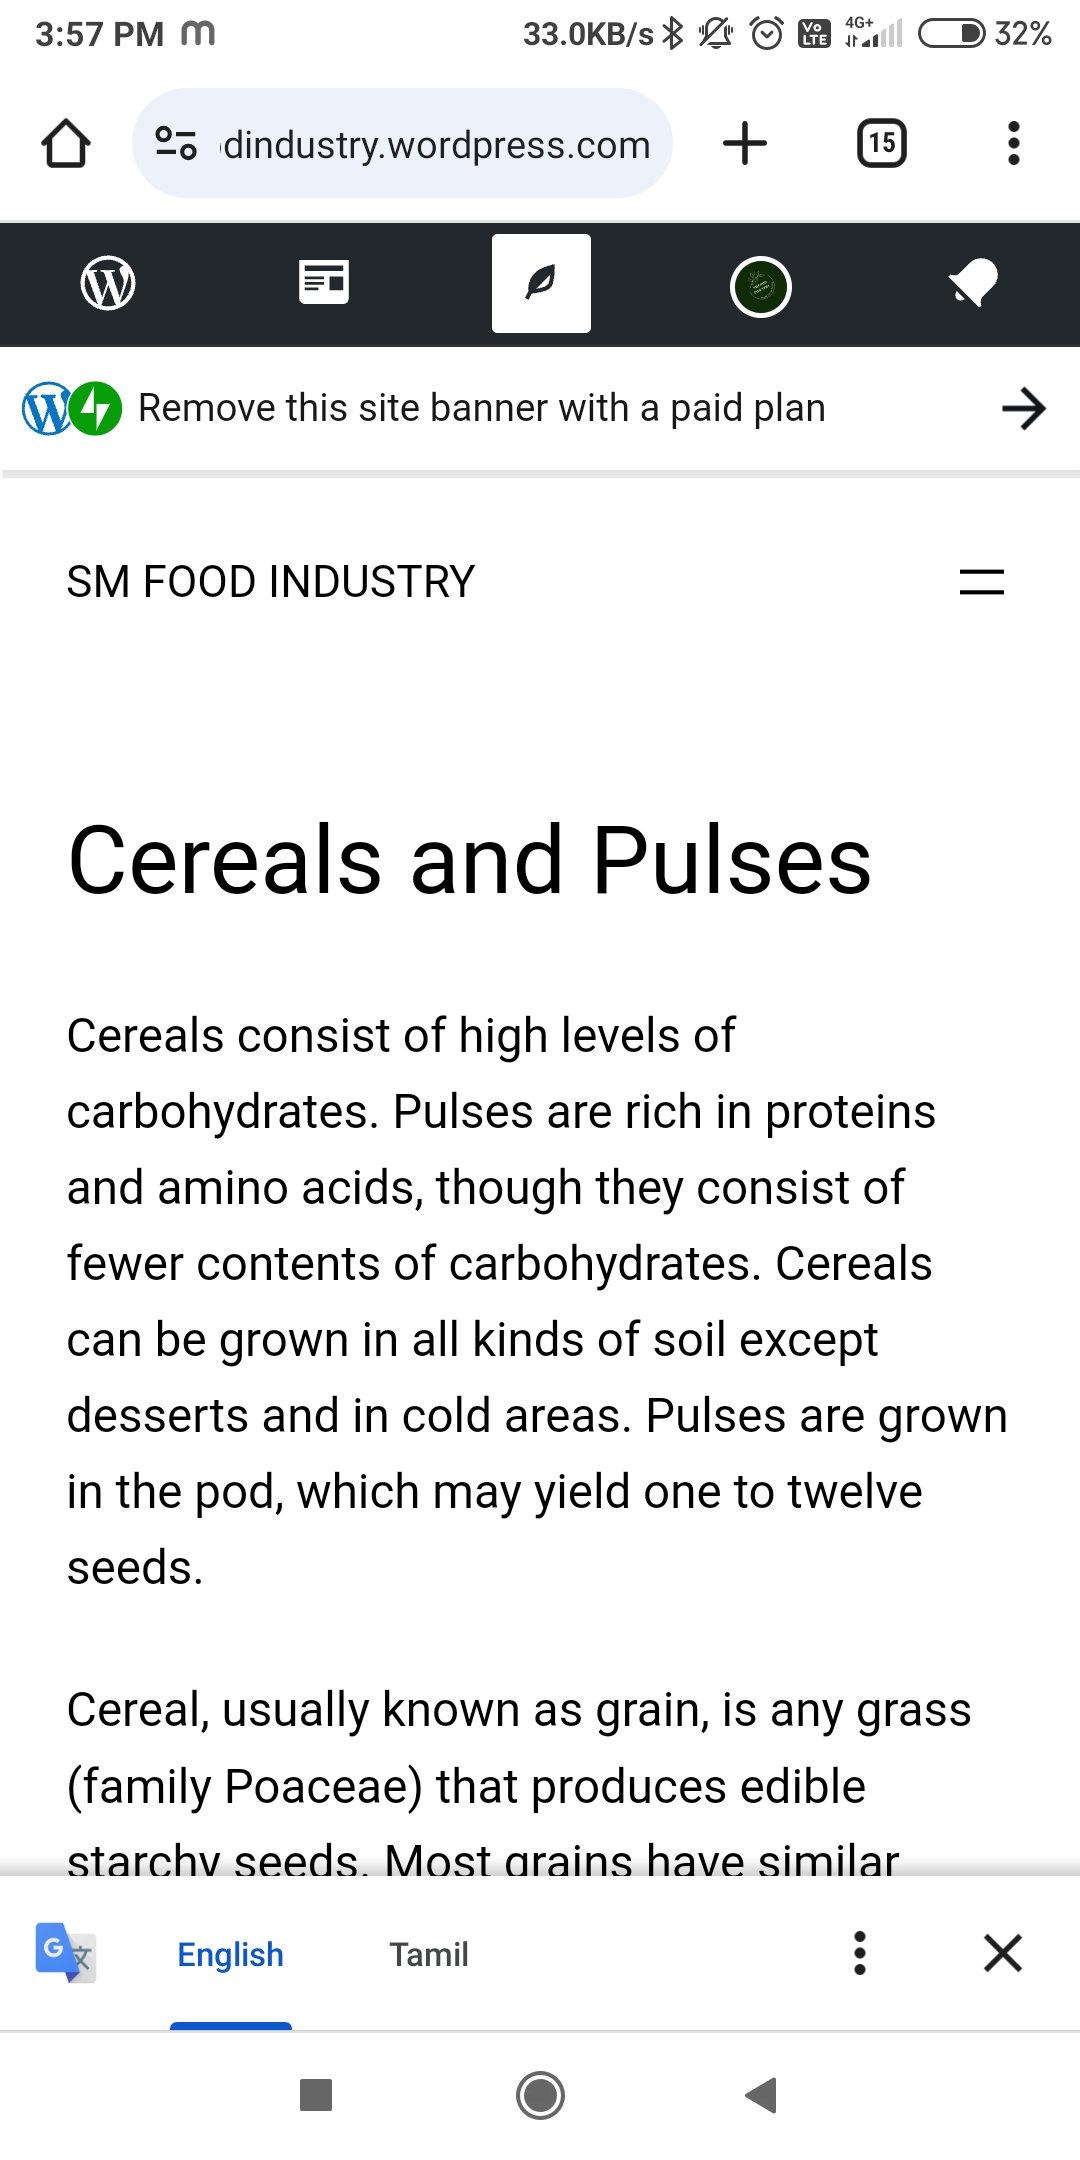 3:57 PM m 33.0KB/s Vo LTE 4G+ 32%
dindustry.wordpress.com 15
Remove this site banner with a paid plan
SM FOOD INDUSTRY
Cereals and Pulses
Cereals consist of high levels of
carbohydrates. Pulses are rich in proteins
and amino acids, though they consist of
fewer contents of carbohydrates. Cereals
can be grown in all kinds of soil except
desserts and in cold areas. Pulses are grown
in the pod, which may yield one to twelve
seeds.
Cereal, usually known as grain, is any grass
(family Poaceae) that produces edible
starchy seeds. Most grains have similar
G 文 English Tamil